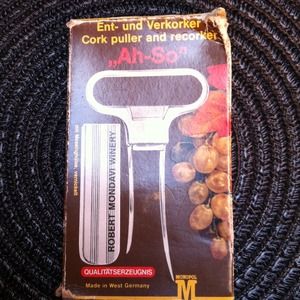 Ent- und Verkorker
Cork puller and recorker
„Ah-So"
ROBERT MONDAVI WINERY
QUALITÄTSERZEUGNIS
Made in West Germany
MONOPOL
M